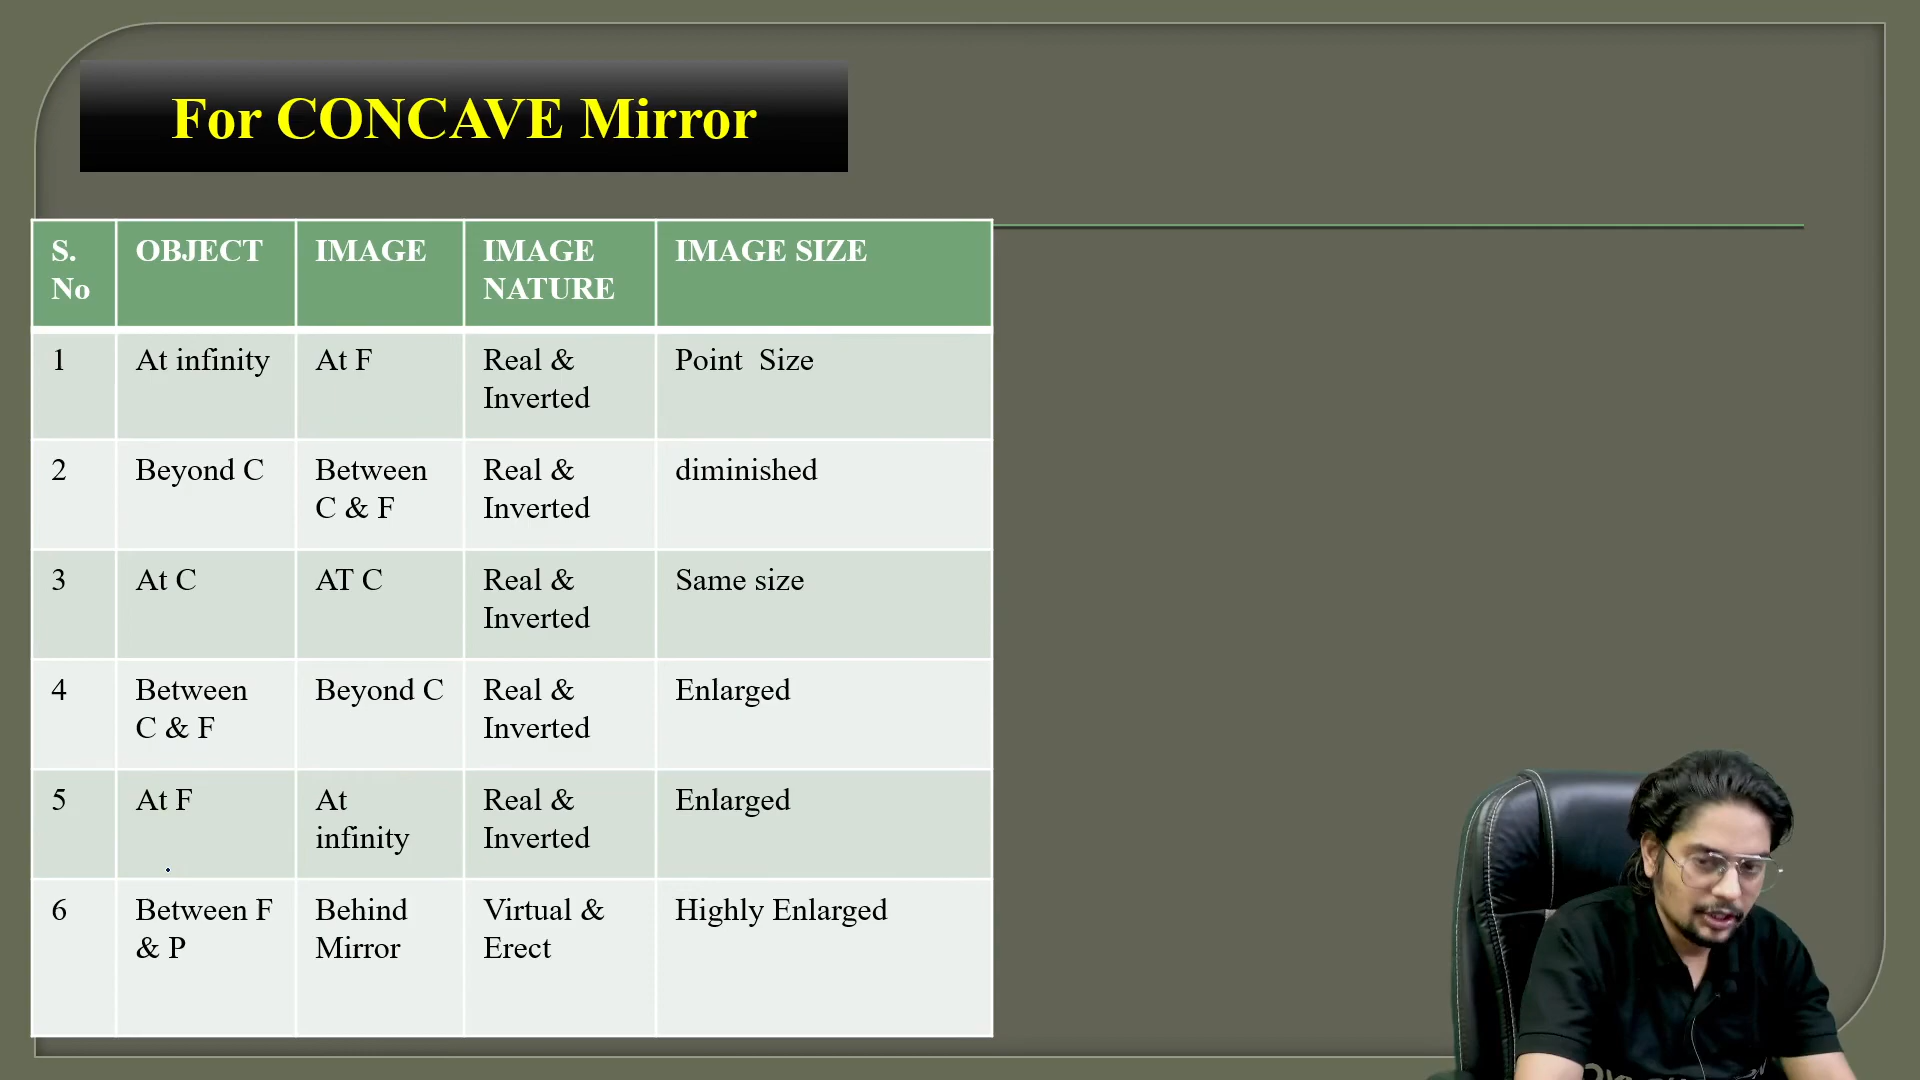 For CONCAVE Mirror
S. No OBJECT IMAGE IMAGE NATURE IMAGE SIZE
1 At infinity At F Real & Inverted Point Size
2 Beyond C Between C & F Real & Inverted diminished
3 At C AT C Real & Inverted Same size
4 Between C & F Beyond C Real & Inverted Enlarged
5 At F At infinity Real & Inverted Enlarged
6 Between F & P Behind Mirror Virtual & Erect Highly Enlarged